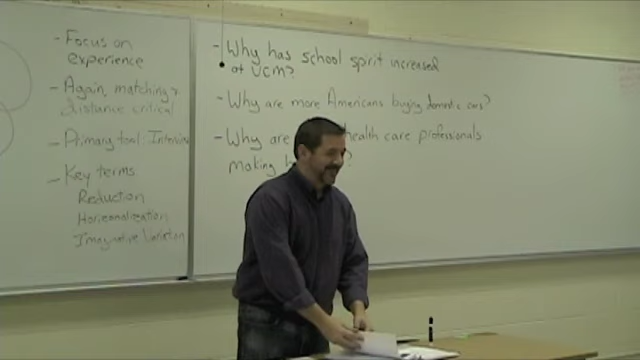 - Focus on
experience
- Again, matching &
distance critical
- Primary tool: Interview
- Key terms
Reduction
Horizonalization
Imaginative Variation
- Why has school spirit increased
at UCM?
- Why are more Americans buying domestic cars?
- Why are health care professionals
making ?